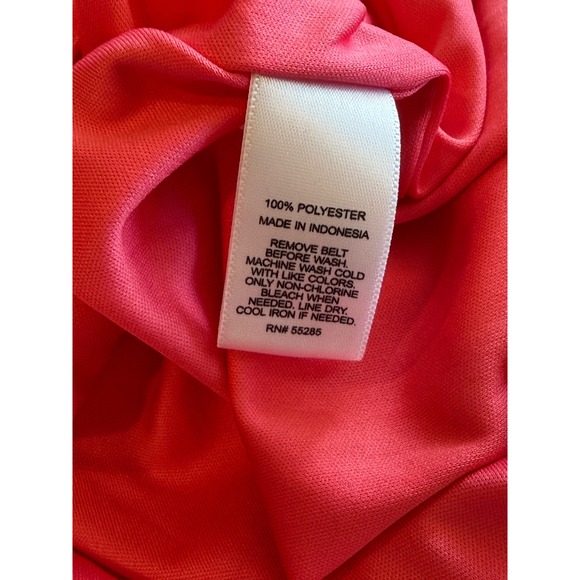 100% POLYESTER
MADE IN INDONESIA
REMOVE BELT
BEFORE WASH.
MACHINE WASH COLD
WITH LIKE COLORS.
ONLY NON-CHLORINE
BLEACH WHEN
NEEDED. LINE DRY.
COOL IRON IF NEEDED.
RN# 55285